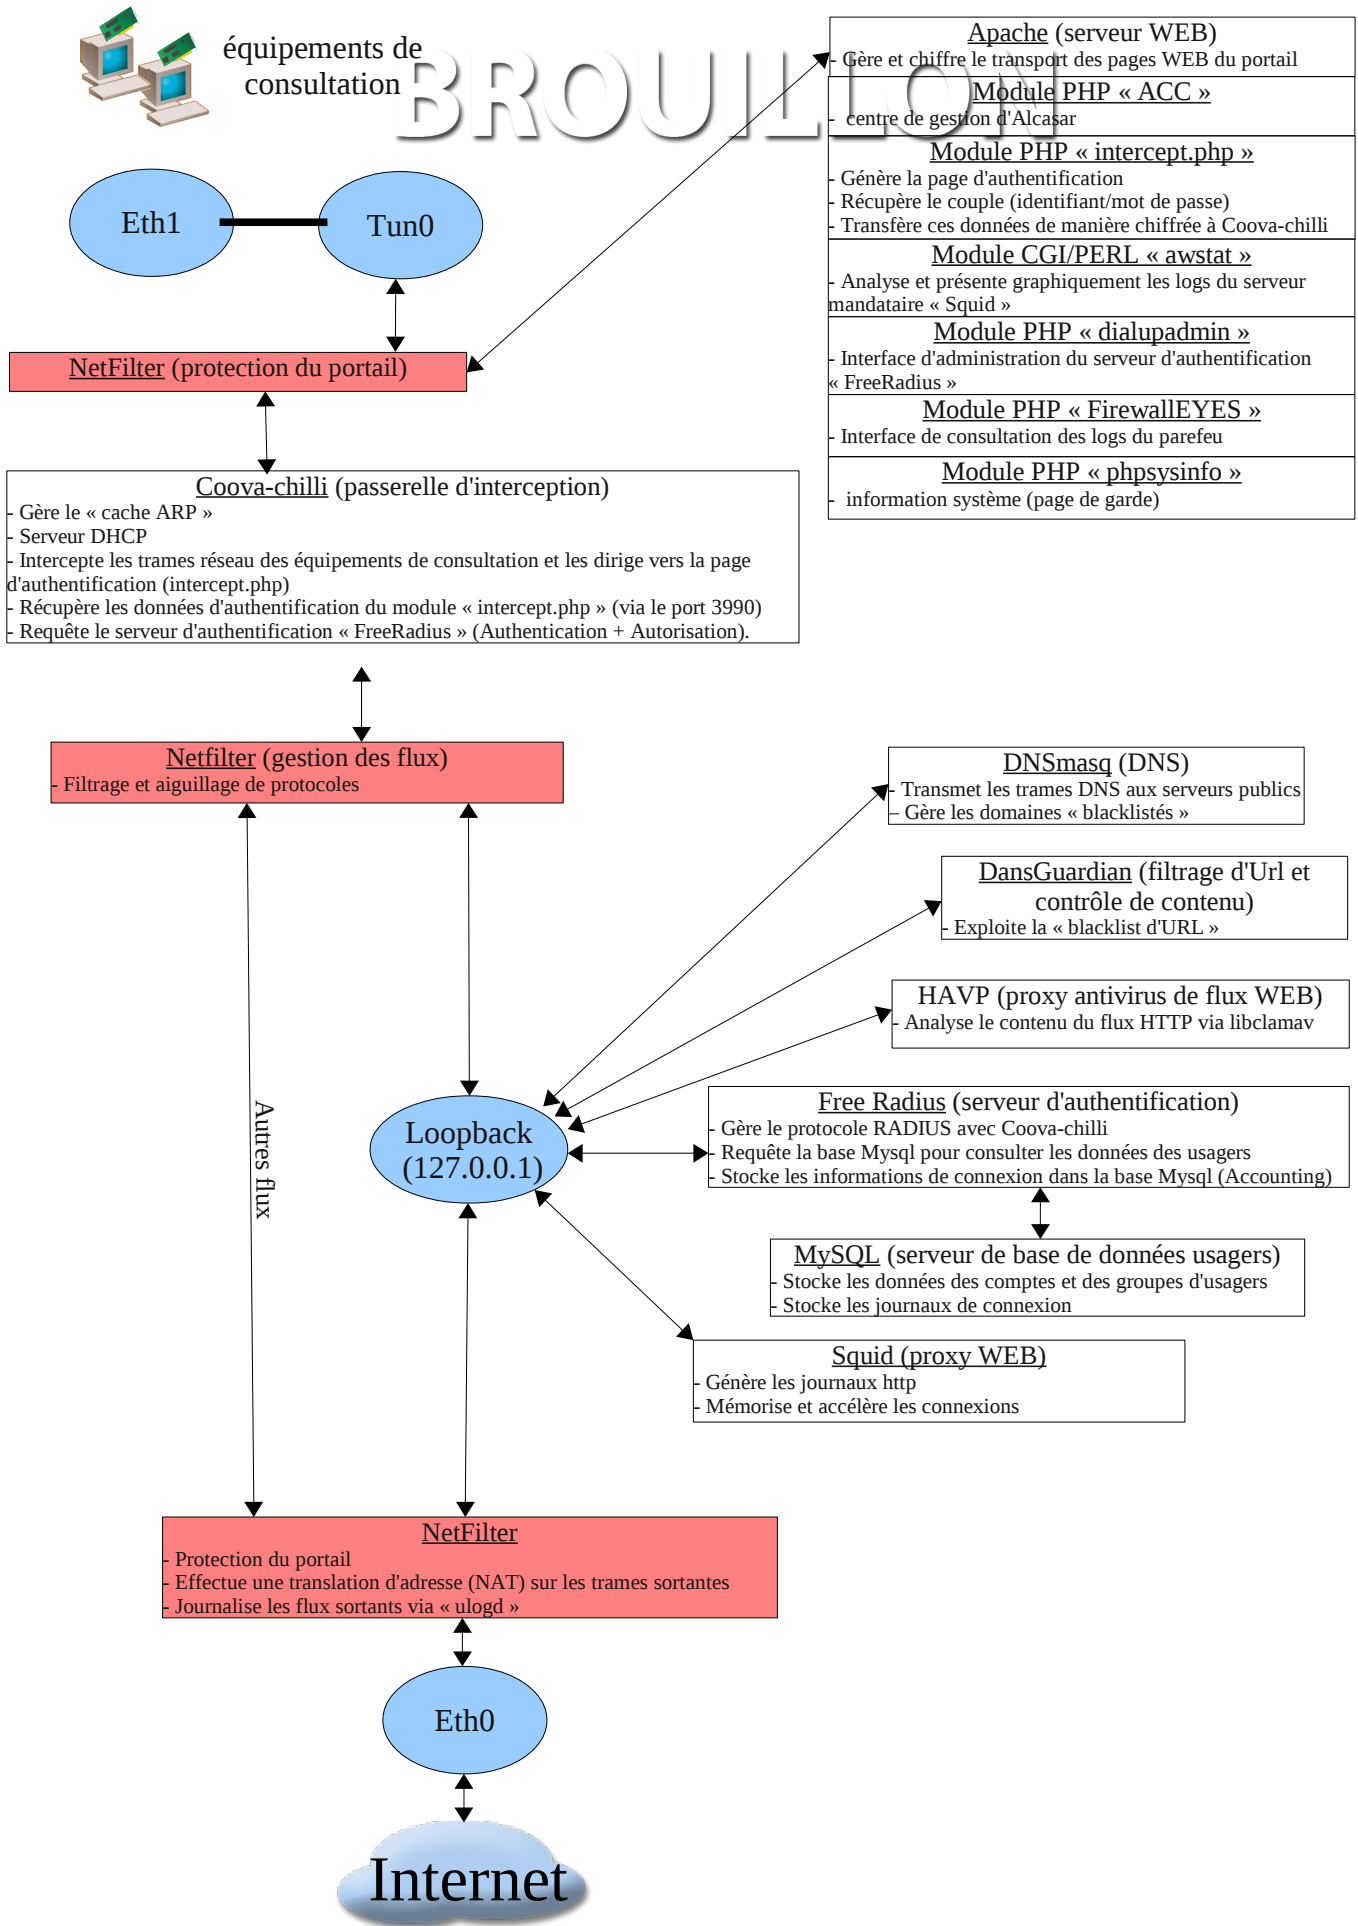 équipements de
consultation
BROUILLON
Eth1
Tun0
NetFilter (protection du portail)
Apache (serveur WEB)
- Gère et chiffre le transport des pages WEB du portail
Module PHP « ACC »
- centre de gestion d'Alcasar
Module PHP « intercept.php »
- Génère la page d'authentification
- Récupère le couple (identifiant/mot de passe)
- Transfère ces données de manière chiffrée à Coova-chilli
Module CGI/PERL « awstat »
- Analyse et présente graphiquement les logs du serveur
mandataire « Squid »
Module PHP « dialupadmin »
- Interface d'administration du serveur d'authentification
« FreeRadius »
Module PHP « FirewallEYES »
- Interface de consultation des logs du parefeu
Module PHP « phpsysinfo »
- information système (page de garde)
Coova-chilli (passerelle d'interception)
- Gère le « cache ARP »
- Serveur DHCP
- Intercepte les trames réseau des équipements de consultation et les dirige vers la page
d'authentification (intercept.php)
- Récupère les données d'authentification du module « intercept.php » (via le port 3990)
- Requête le serveur d'authentification « FreeRadius » (Authentication + Autorisation).
Netfilter (gestion des flux)
- Filtrage et aiguillage de protocoles
DNSmasq (DNS)
- Transmet les trames DNS aux serveurs publics
– Gère les domaines « blacklistés »
DansGuardian (filtrage d'Url et
contrôle de contenu)
- Exploite la « blacklist d'URL »
HAVP (proxy antivirus de flux WEB)
- Analyse le contenu du flux HTTP via libclamav
Autres flux
Loopback
(127.0.0.1)
Free Radius (serveur d'authentification)
- Gère le protocole RADIUS avec Coova-chilli
- Requête la base Mysql pour consulter les données des usagers
- Stocke les informations de connexion dans la base Mysql (Accounting)
MySQL (serveur de base de données usagers)
- Stocke les données des comptes et des groupes d'usagers
- Stocke les journaux de connexion
Squid (proxy WEB)
- Génère les journaux http
- Mémorise et accélère les connexions
NetFilter
- Protection du portail
- Effectue une translation d'adresse (NAT) sur les trames sortantes
- Journalise les flux sortants via « ulogd »
Eth0
Internet